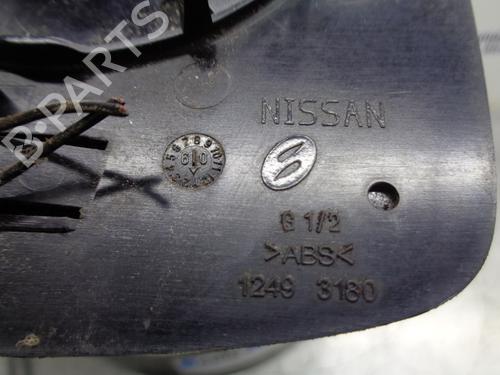 B-PARTS
NISSAN
G 1/2
>ABS<
1249 3180